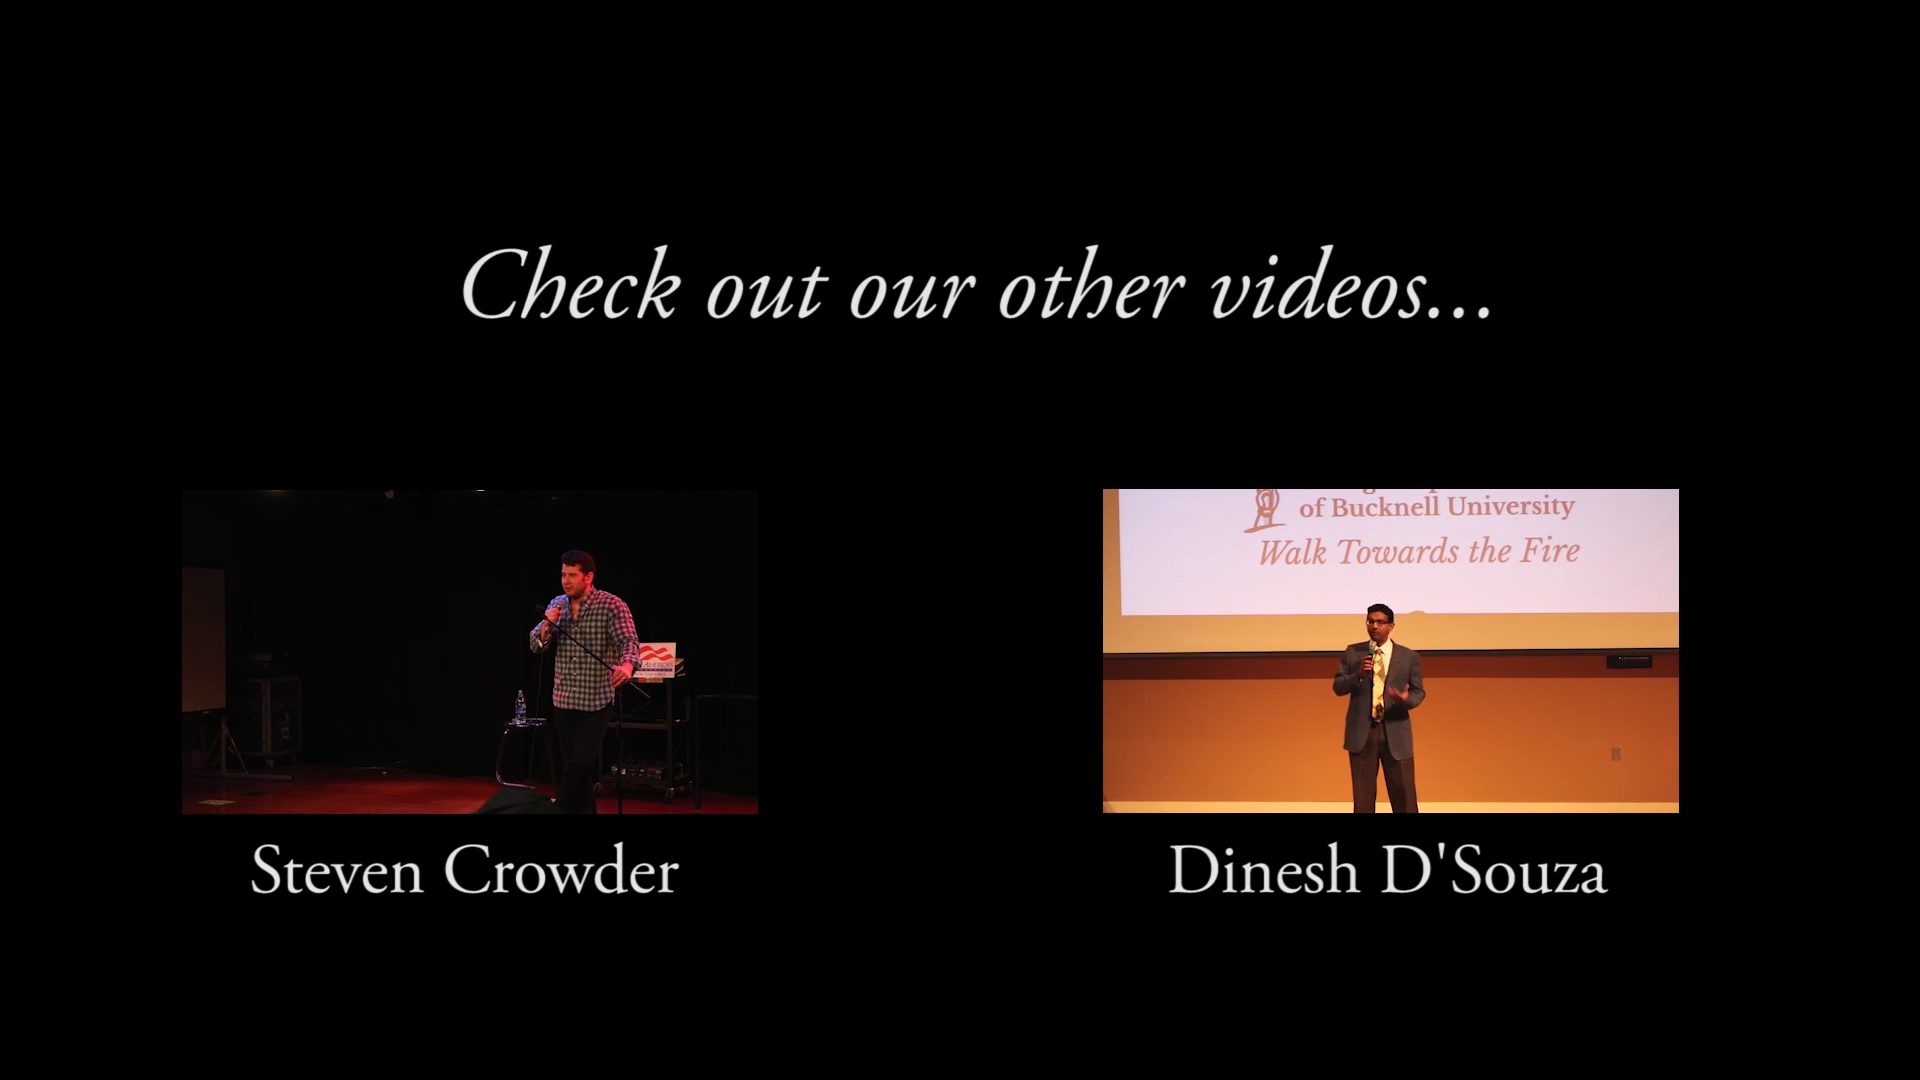 Check out our other videos...
of Bucknell University
Walk Towards the Fire
Steven Crowder
Dinesh D'Souza